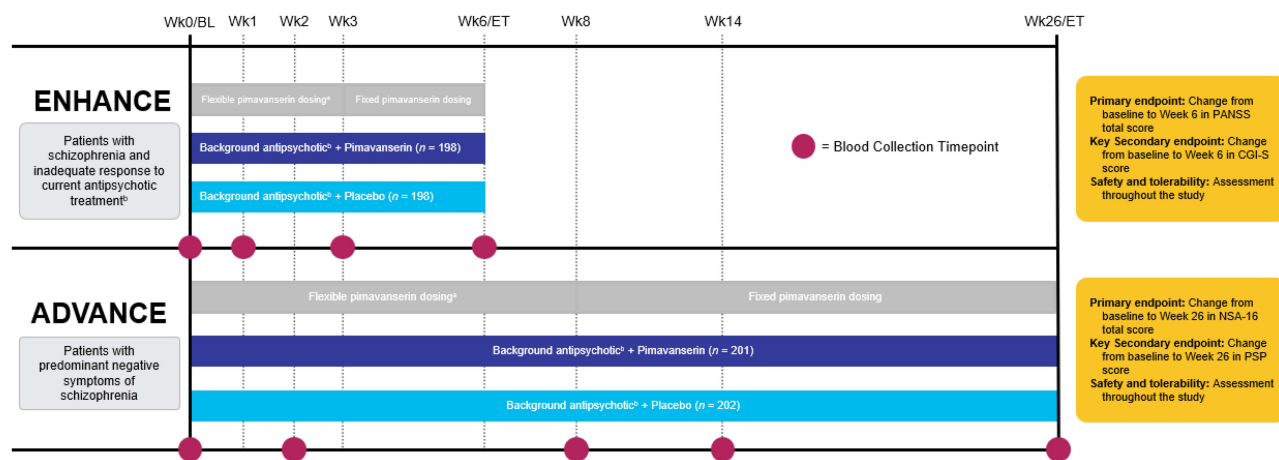 Wk0/BL Wk1 Wk2 Wk3 Wk6/ET Wk8 Wk14 Wk26/ET
ENHANCE
Patients with
schizophrenia and
inadequate response to
current antipsychotic
treatmentᵇ
Flexible pimavanserin dosingᵃ
Fixed pimavanserin dosing
Background antipsychoticᵇ + Pimavanserin (n = 198)
Background antipsychoticᵇ + Placebo (n = 198)
= Blood Collection Timepoint
Primary endpoint: Change from
baseline to Week 6 in PANSS
total score
Key Secondary endpoint: Change
from baseline to Week 6 in CGI-S
score
Safety and tolerability: Assessment
throughout the study
ADVANCE
Patients with
predominant negative
symptoms of
schizophrenia
Flexible pimavanserin dosingᵃ
Fixed pimavanserin dosing
Background antipsychoticᵇ + Pimavanserin (n = 201)
Background antipsychoticᵇ + Placebo (n = 202)
Primary endpoint: Change from
baseline to Week 26 in NSA-16
total score
Key Secondary endpoint: Change
from baseline to Week 26 in PSP
score
Safety and tolerability: Assessment
throughout the study